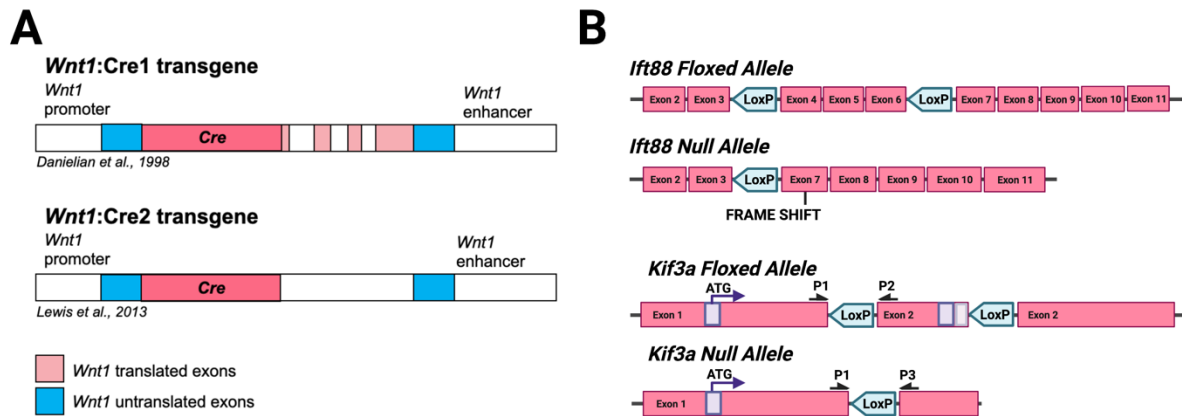 A
Wnt1:Cre1 transgene
Wnt1
promoter
Wnt1
enhancer
Cre
Danielian et al., 1998
Wnt1:Cre2 transgene
Wnt1
promoter
Wnt1
enhancer
Cre
Lewis et al., 2013
Wnt1 translated exons
Wnt1 untranslated exons
B
Ift88 Floxed Allele
Exon 2 Exon 3 LoxP Exon 4 Exon 5 Exon 6 LoxP Exon 7 Exon 8 Exon 9 Exon 10 Exon 11
Ift88 Null Allele
Exon 2 Exon 3 LoxP Exon 7 Exon 8 Exon 9 Exon 10 Exon 11
FRAME SHIFT
Kif3a Floxed Allele
ATG P1 P2
Exon 1 LoxP Exon 2 LoxP Exon 2
Kif3a Null Allele
ATG P1 P3
Exon 1 LoxP